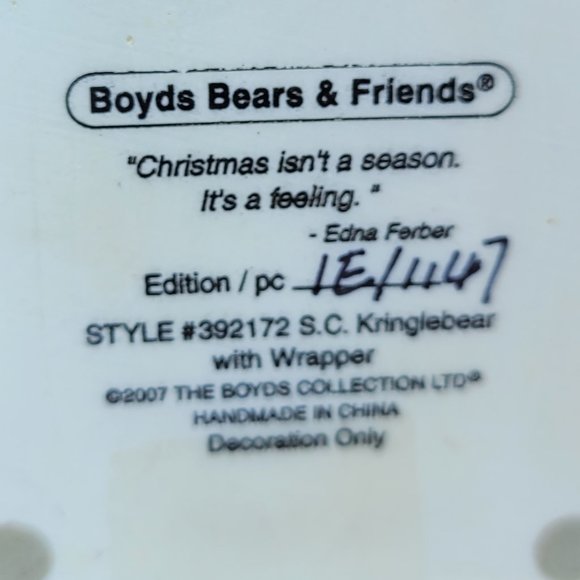 Boyds Bears & Friends®
"Christmas isn't a season.
It's a feeling. "
- Edna Ferber
Edition / pc 1E/1447
STYLE #392172 S.C. Kringlebear
with Wrapper
©2007 THE BOYDS COLLECTION LTD®
HANDMADE IN CHINA
Decoration Only